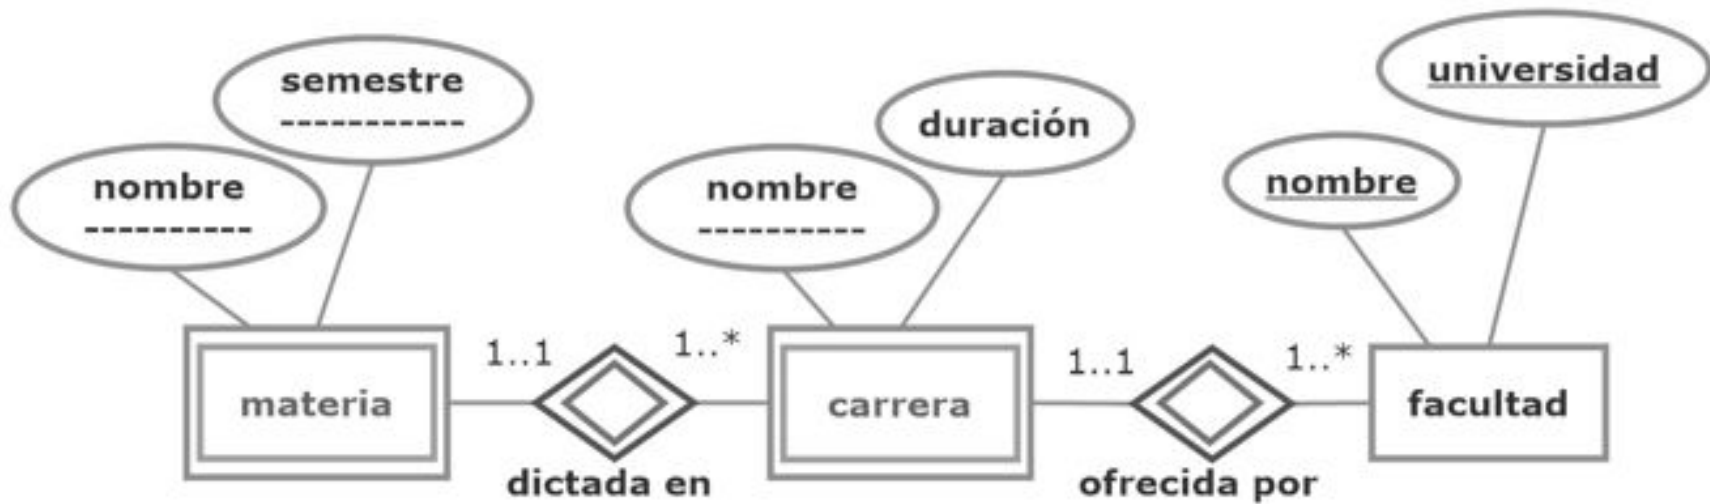 semestre
-----------
nombre
----------
duración
nombre
----------
universidad
nombre
1..1
1..*
1..1
1..*
materia
carrera
facultad
dictada en
ofrecida por